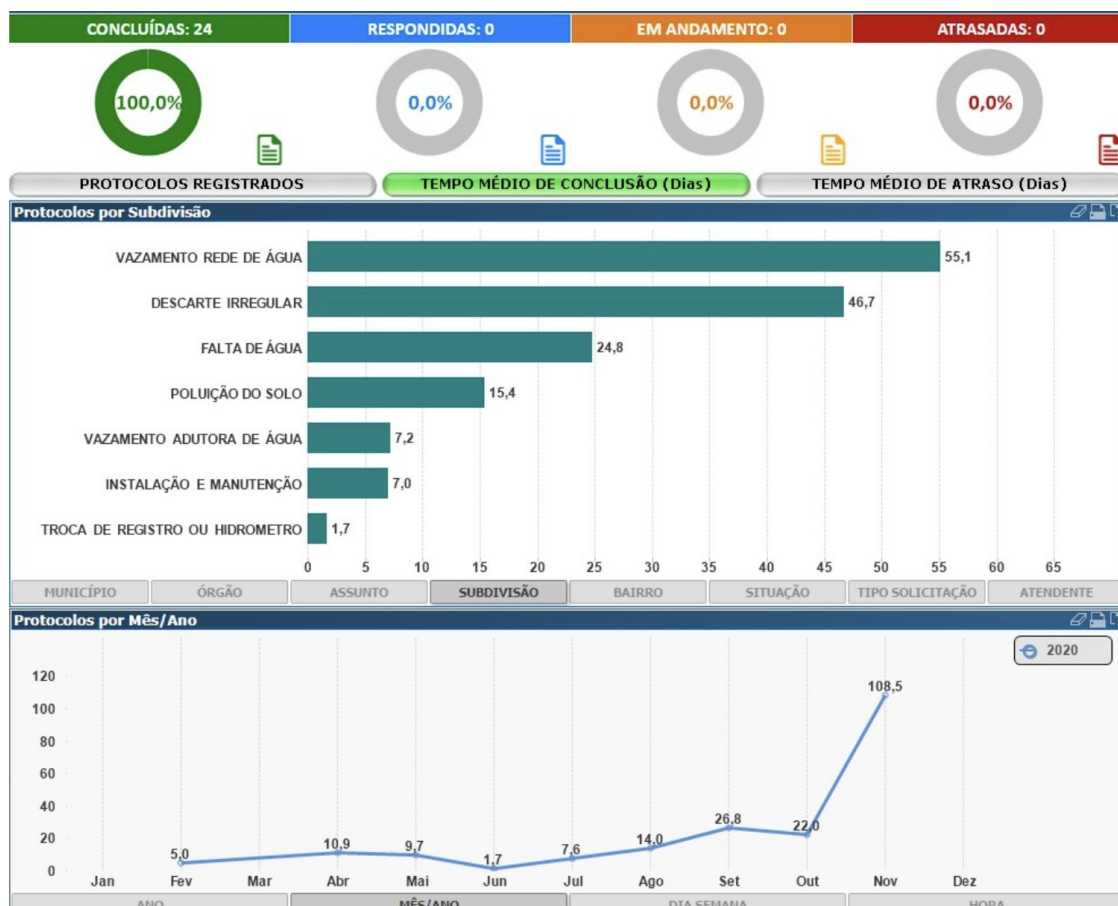 CONCLUÍDAS: 24 RESPONDIDAS: 0 EM ANDAMENTO: 0 ATRASADAS: 0
100,0% 0,0% 0,0% 0,0%
PROTOCOLOS REGISTRADOS TEMPO MÉDIO DE CONCLUSÃO (Dias) TEMPO MÉDIO DE ATRASO (Dias)
Protocolos por Subdivisão
VAZAMENTO REDE DE ÁGUA 55,1
DESCARTE IRREGULAR 46,7
FALTA DE ÁGUA 24,8
POLUIÇÃO DO SOLO 15,4
VAZAMENTO ADUTORA DE ÁGUA 7,2
INSTALAÇÃO E MANUTENÇÃO 7,0
TROCA DE REGISTRO OU HIDROMETRO 1,7
0 5 10 15 20 25 30 35 40 45 50 55 60 65
MUNICÍPIO ÓRGÃO ASSUNTO SUBDIVISÃO BAIRRO SITUAÇÃO TIPO SOLICITAÇÃO ATENDENTE
Protocolos por Mês/Ano
2020
120
100 108,5
80
60
40
20 5,0 10,9 9,7 1,7 7,6 14,0 26,8 22,0
0
Jan Fev Mar Abr Mai Jun Jul Ago Set Out Nov Dez
ANO MÊS/ANO DIA SEMANA HORA